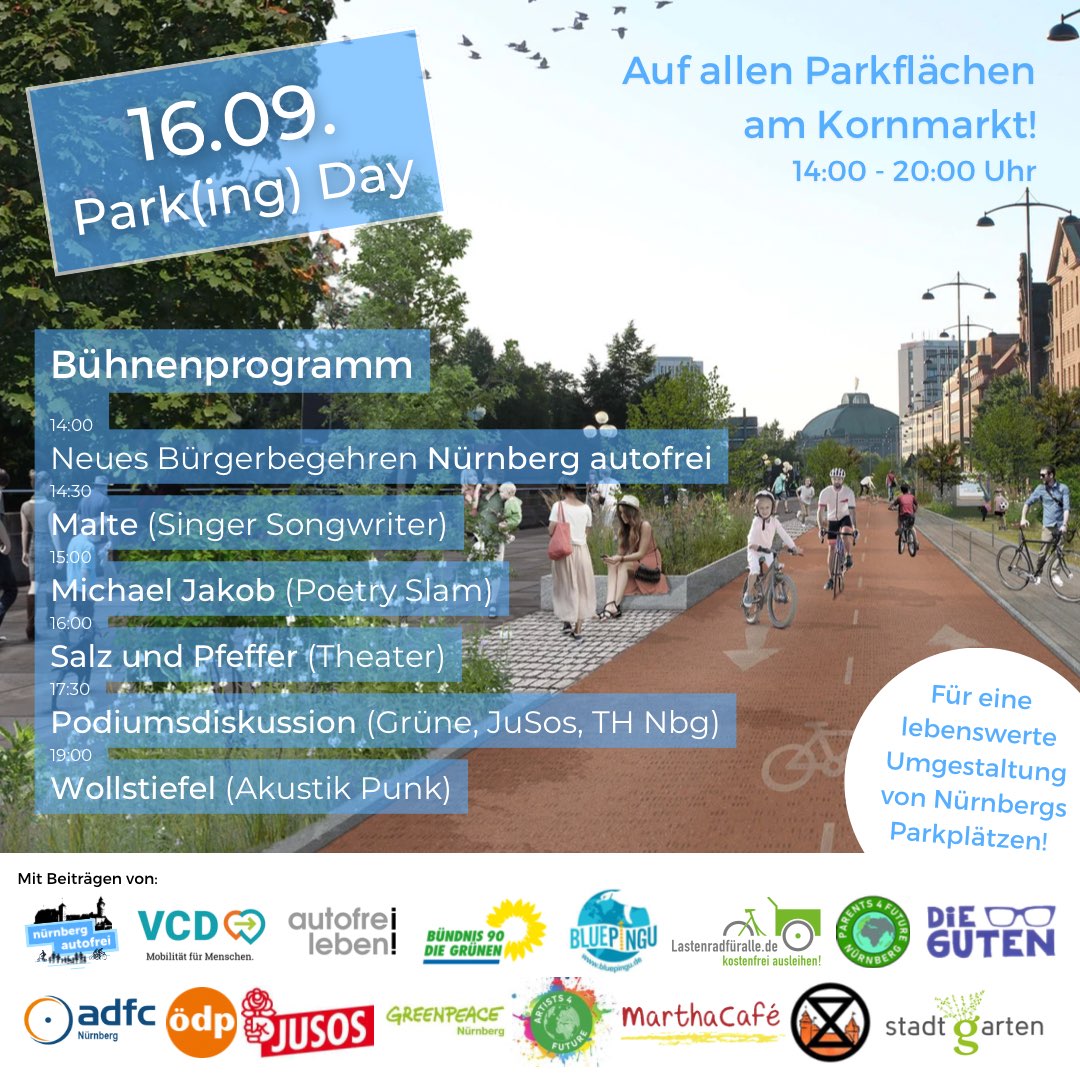 16.09.
Park(ing) Day
Auf allen Parkflächen
am Kornmarkt!
14:00 - 20:00 Uhr
Bühnenprogramm
14:00
Neues Bürgerbegehren Nürnberg autofrei
14:30
Malte (Singer Songwriter)
15:00
Michael Jakob (Poetry Slam)
16:00
Salz und Pfeffer (Theater)
17:30
Podiumsdiskussion (Grüne, JuSos, TH Nbg)
19:00
Wollstiefel (Akustik Punk)
Für eine
lebenswerte
Umgestaltung
von Nürnbergs
Parkplätzen!
Mit Beiträgen von:
nürnberg
autofrei
VCD
Mobilität für Menschen.
autofrei
leben!
BÜNDNIS 90
DIE GRÜNEN
BLUEPINGU
www.bluepingu.de
Lastenradfüralle.de
kostenfrei ausleihen!
PARENTS 4 FUTURE
NÜRNBERG
DiE
GUTEN
adfc
Nürnberg
ödp
JUSOS
GREENPEACE
Nürnberg
ARTISTS 4
FUTURE
marthaCafé
stadtgarten